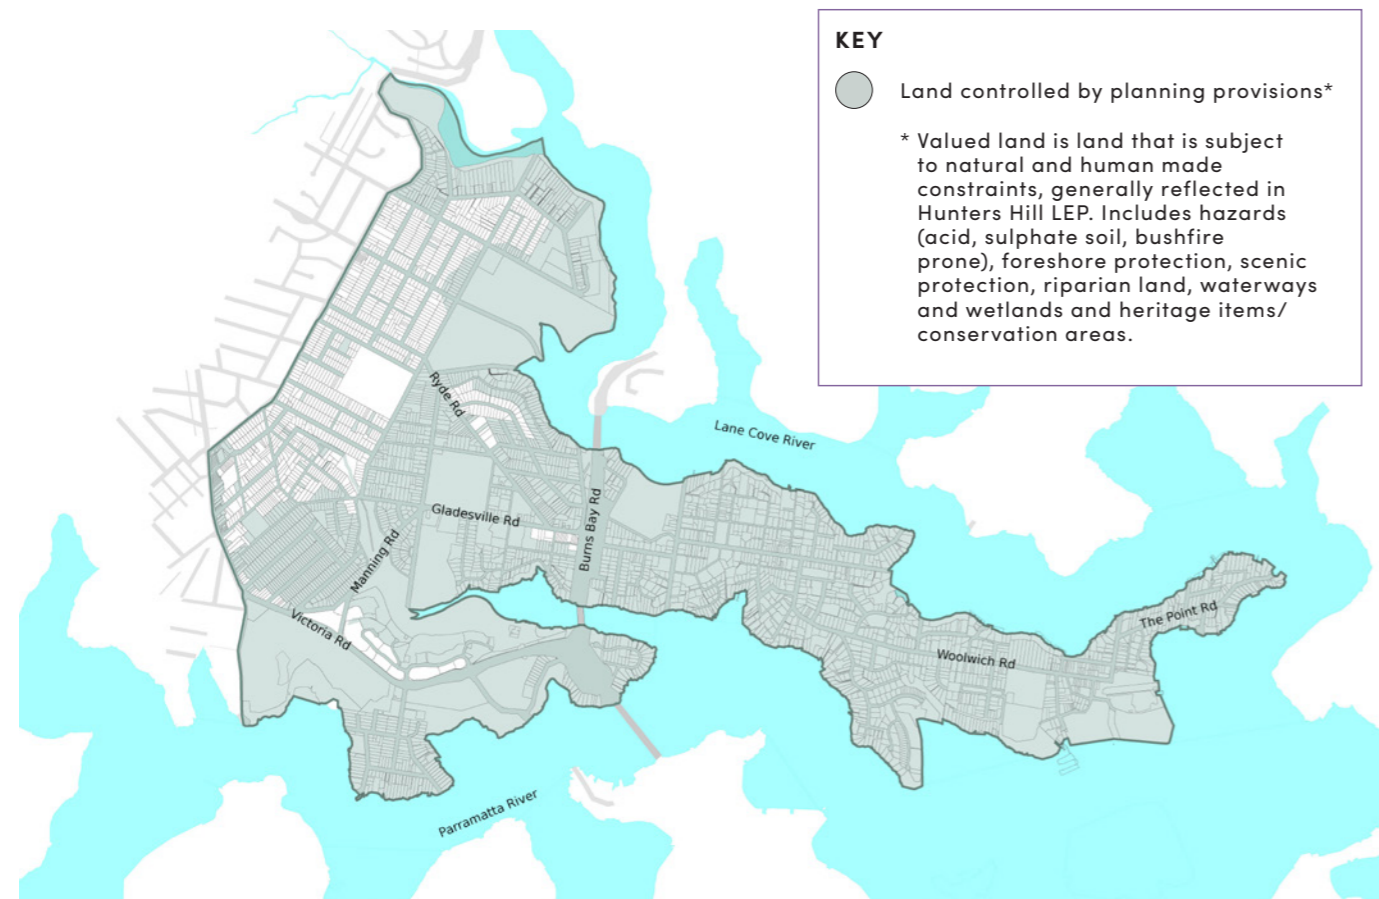 KEY
Land controlled by planning provisions*
* Valued land is land that is subject
to natural and human made
constraints, generally reflected in
Hunters Hill LEP. Includes hazards
(acid, sulphate soil, bushfire
prone), foreshore protection, scenic
protection, riparian land, waterways
and wetlands and heritage items/
conservation areas.
Ryde Rd
Lane Cove River
Burns Bay Rd
Gladesville Rd
Manning Rd
Victoria Rd
The Point Rd
Woolwich Rd
Parramatta River